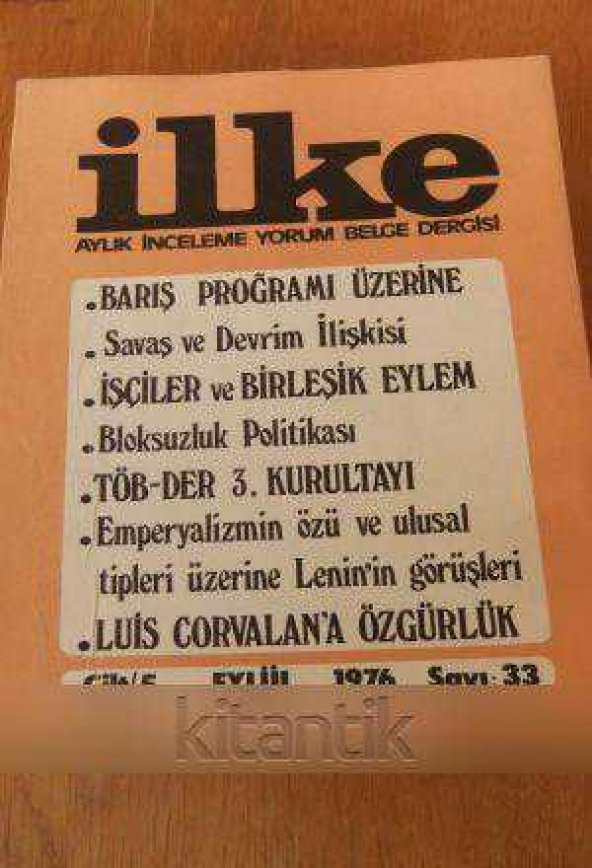 ilke
AYLIK İNCELEME YORUM BELGE DERGİSİ
.BARIŞ PROĞRAMI ÜZERİNE
. Savaş ve Devrim İlişkisi
.İŞÇİLER ve BİRLEŞİK EYLEM
.Bloksuzluk Politikası
.TÖB-DER 3. KURULTAYI
.Emperyalizmin özü ve ulusal
tipleri üzerine Lenin'in görüşleri
.LUİS CORVALAN'A ÖZGÜRLÜK
EYLÜL 1976 Sayı: 33
kitantik